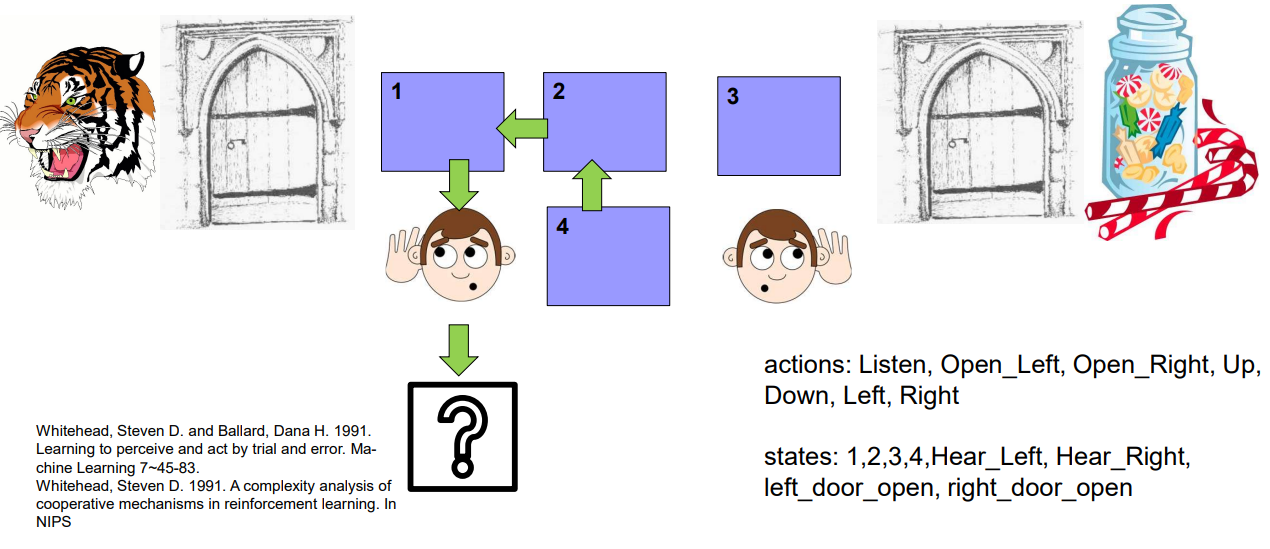 1
2
3
4
?
actions: Listen, Open_Left, Open_Right, Up,
Down, Left, Right
states: 1,2,3,4,Hear_Left, Hear_Right,
left_door_open, right_door_open
Whitehead, Steven D. and Ballard, Dana H. 1991.
Learning to perceive and act by trial and error. Ma-
chine Learning 7~45-83.
Whitehead, Steven D. 1991. A complexity analysis of
cooperative mechanisms in reinforcement learning. In
NIPS